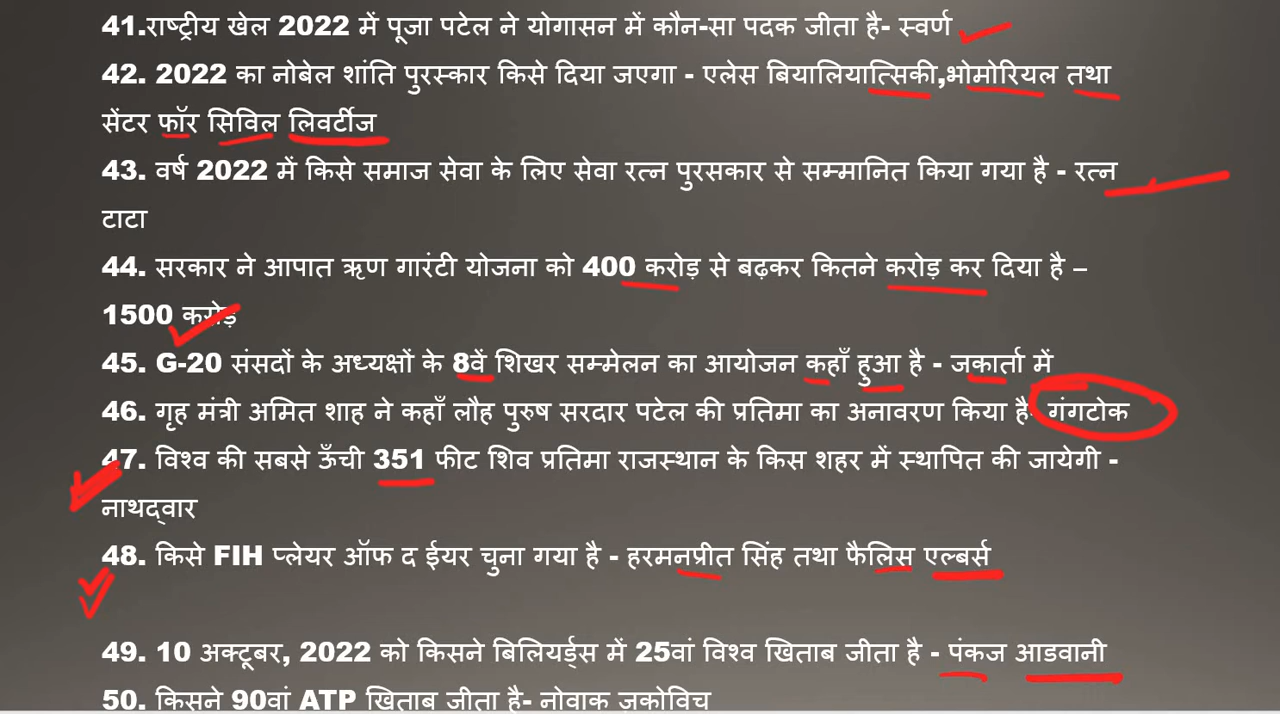 41.राष्ट्रीय खेल 2022 में पूजा पटेल ने योगासन में कौन-सा पदक जीता है- स्वर्ण
42. 2022 का नोबेल शांति पुरस्कार किसे दिया जएगा - एलेस बियालियात्सिकी,भोमोरियल तथा
सेंटर फॉर सिविल लिवर्टीज
43. वर्ष 2022 में किसे समाज सेवा के लिए सेवा रत्न पुरसकार से सम्मानित किया गया है - रत्न
टाटा
44. सरकार ने आपात ऋण गारंटी योजना को 400 करोड़ से बढ़कर कितने करोड़ कर दिया है –
1500 करोड़
45. G-20 संसदों के अध्यक्षों के 8वें शिखर सम्मेलन का आयोजन कहाँ हुआ है - जकार्ता में
46. गृह मंत्री अमित शाह ने कहाँ लौह पुरुष सरदार पटेल की प्रतिमा का अनावरण किया है- गंगटोक
47. विश्व की सबसे ऊँची 351 फीट शिव प्रतिमा राजस्थान के किस शहर में स्थापित की जायेगी -
नाथद्वार
48. किसे FIH प्लेयर ऑफ द ईयर चुना गया है - हरमनप्रीत सिंह तथा फैलिस एल्बर्स
49. 10 अक्टूबर, 2022 को किसने बिलियर्ड्स में 25वां विश्व खिताब जीता है - पंकज आडवानी
50. किसने 90वां ATP खिताब जीता है- नोवाक जकोविच